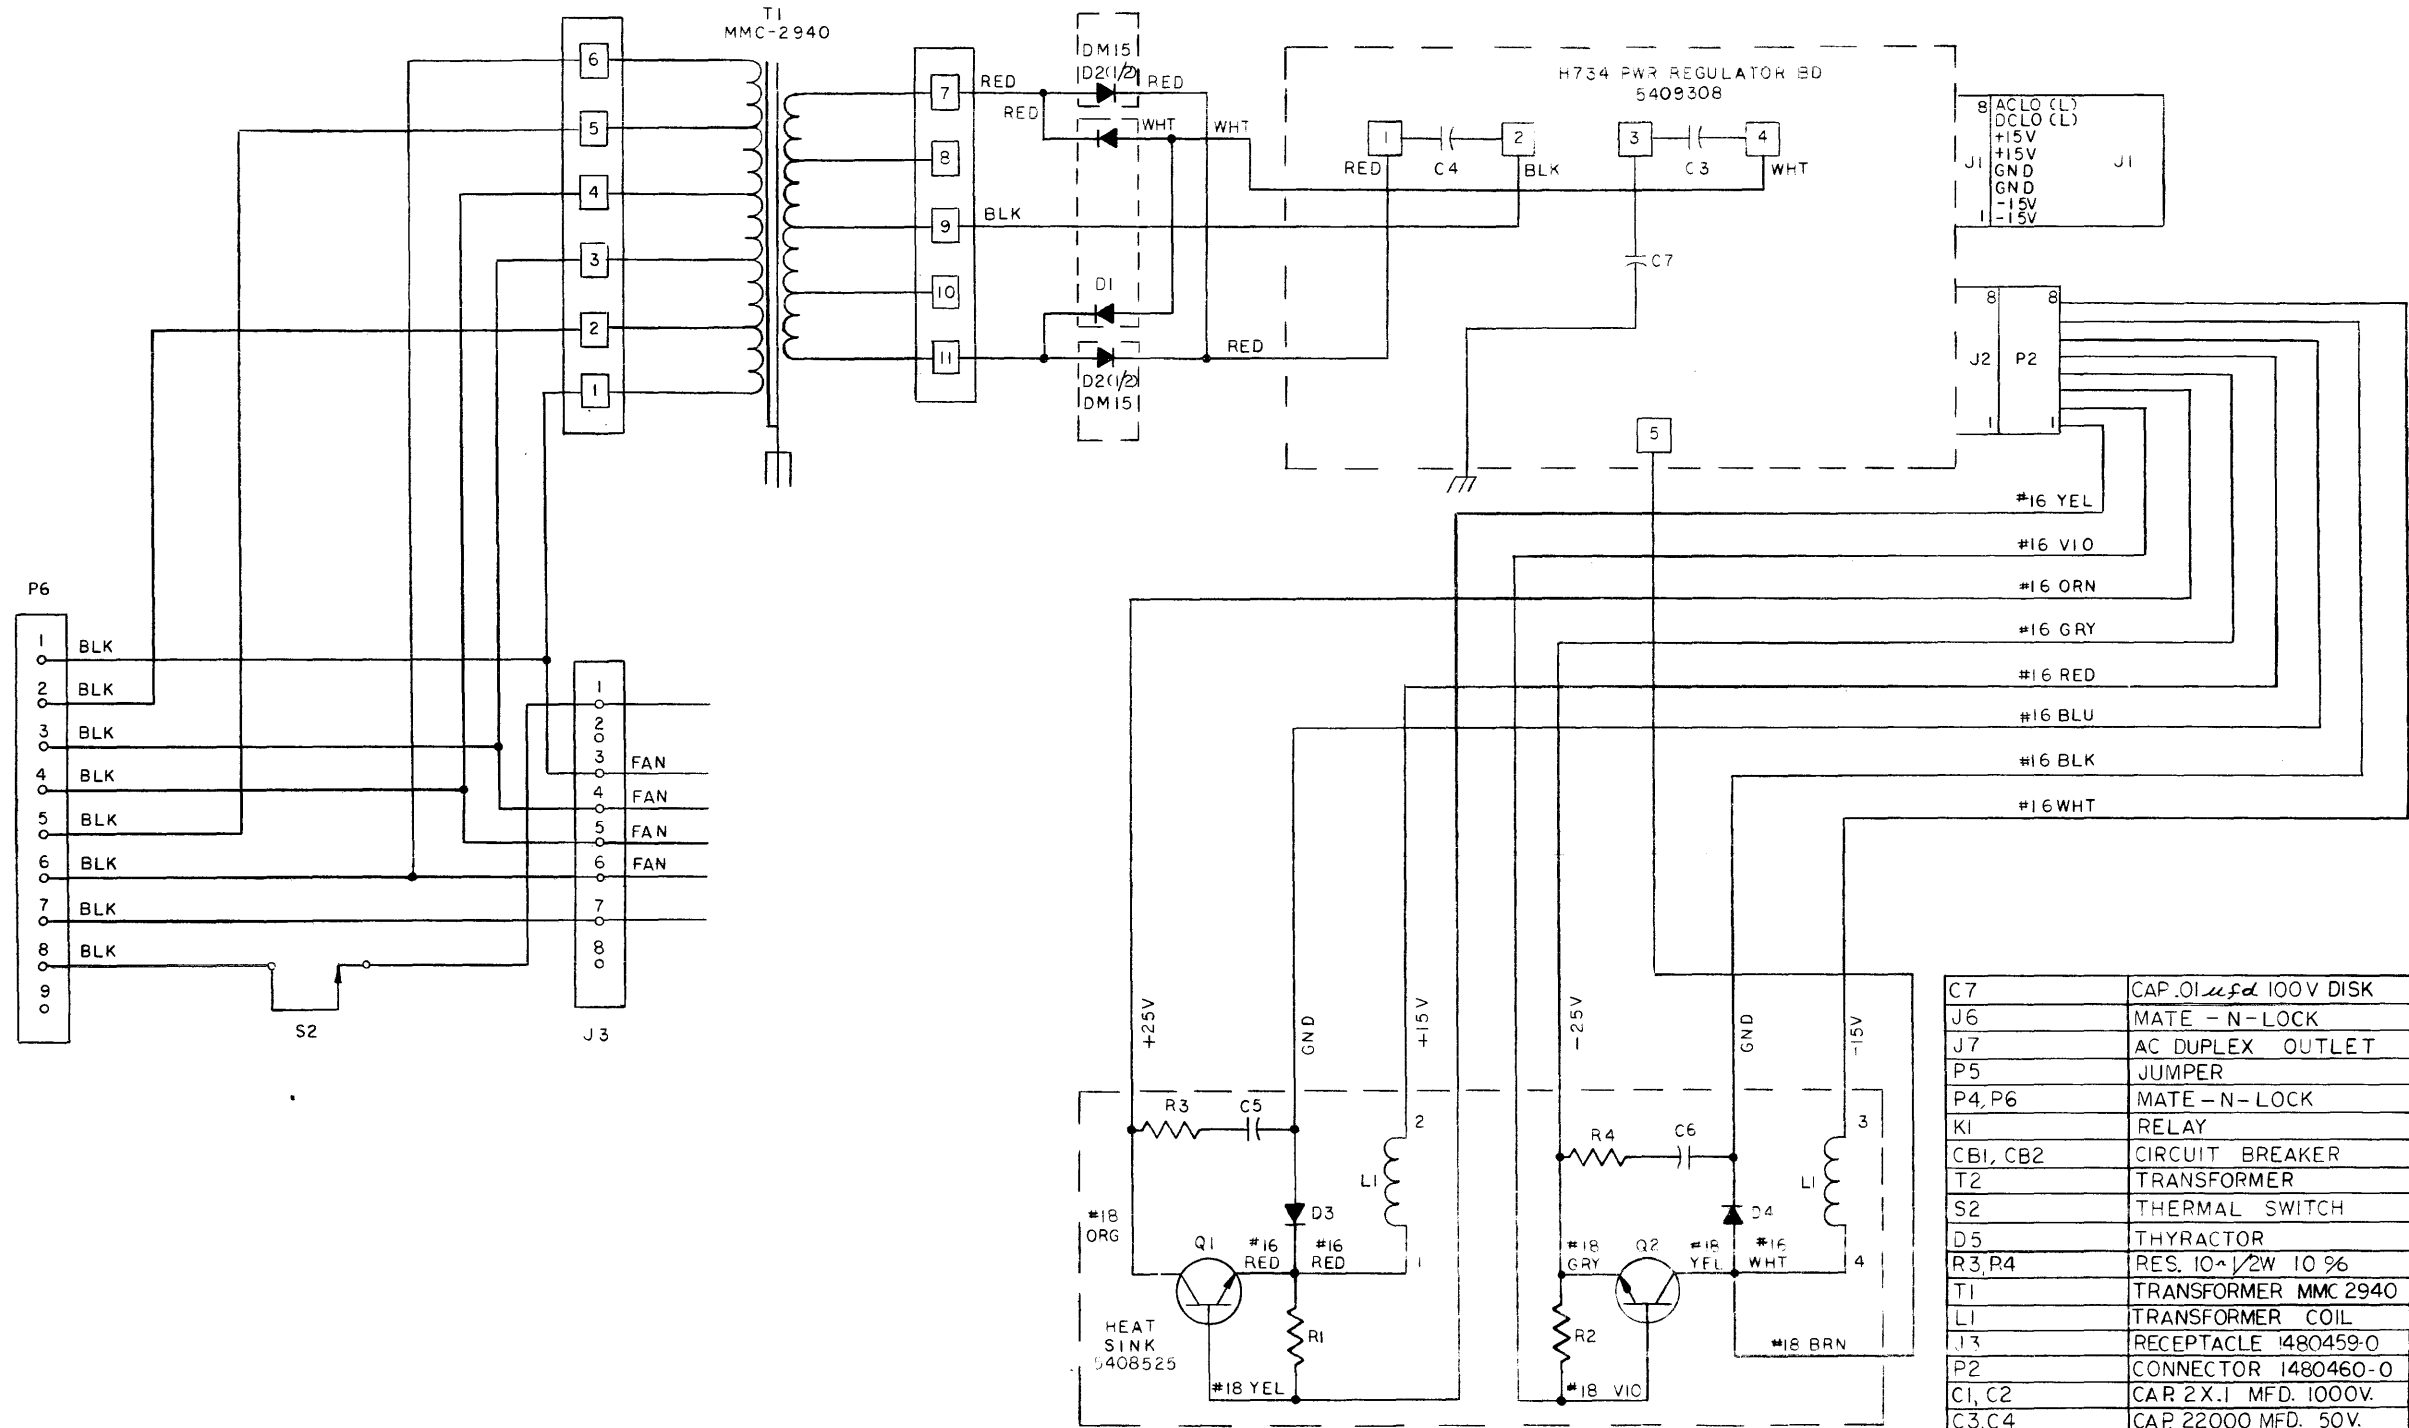 T1
MMC-2940
6
5
4
3
2
1
7
8
9
10
11
RED
RED
BLK
DM15
D2(1/2)
RED
WHT
WHT
D1
RED
D2(1/2)
DM15
H734 PWR REGULATOR BD
5409308
1
2
3
4
RED
C4
BLK
C3
WHT
C7
5
8 ACLO (L)
DCLO (L)
+15V
+15V
J1
GND
J1
GND
-15V
1 -15V
8
8
J2
P2
1
1
#16 YEL
#16 VIO
#16 ORN
#16 GRY
#16 RED
#16 BLU
#16 BLK
#16 WHT
P6
1 BLK
2 BLK
3 BLK
4 BLK
5 BLK
6 BLK
7 BLK
8 BLK
9
S2
1
2
3 FAN
4 FAN
5 FAN
6 FAN
7
8
J3
+25V
GND
+15V
-25V
GND
-15V
R3
C5
2
R4
C6
3
L1
L1
D3
D4
#18
ORG
Q1
#16
RED
#16
RED
1
#18
GRY
Q2
#18
YEL
#16
WHT
4
HEAT
SINK
5408525
R1
R2
#18 YEL
#18 VIO
#18 BRN
C7 CAP .01 ufd 100V DISK
J6 MATE-N-LOCK
J7 AC DUPLEX OUTLET
P5 JUMPER
P4, P6 MATE-N-LOCK
K1 RELAY
CB1, CB2 CIRCUIT BREAKER
T2 TRANSFORMER
S2 THERMAL SWITCH
D5 THYRACTOR
R3, R4 RES. 10~1/2W 10%
T1 TRANSFORMER MMC 2940
L1 TRANSFORMER COIL
J3 RECEPTACLE 1480459-0
P2 CONNECTOR 1480460-0
C1, C2 CAP. 2X.1 MFD. 1000V.
C3, C4 CAP. 22000 MFD. 50V.